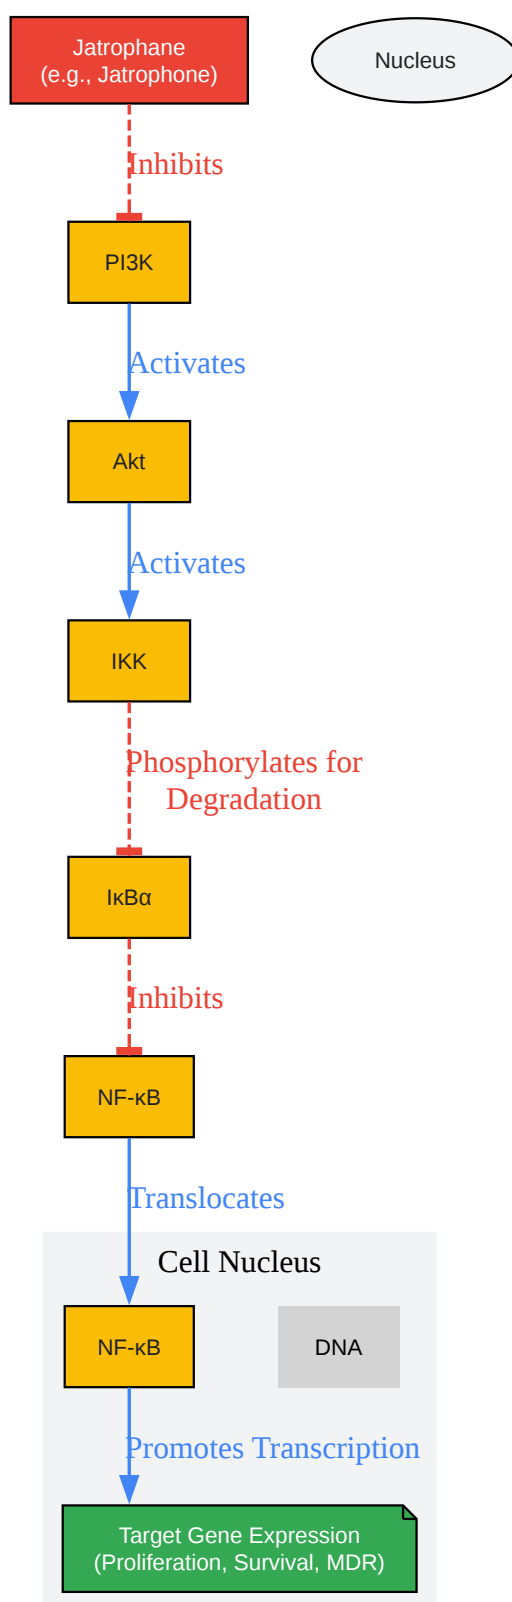 Jatrophane
(e.g., Jatrophone)
Nucleus
Inhibits
PI3K
Activates
Akt
Activates
IKK
Phosphorylates for
Degradation
IκBα
Inhibits
NF-κB
Translocates
Cell Nucleus
NF-κB
DNA
Promotes Transcription
Target Gene Expression
(Proliferation, Survival, MDR)